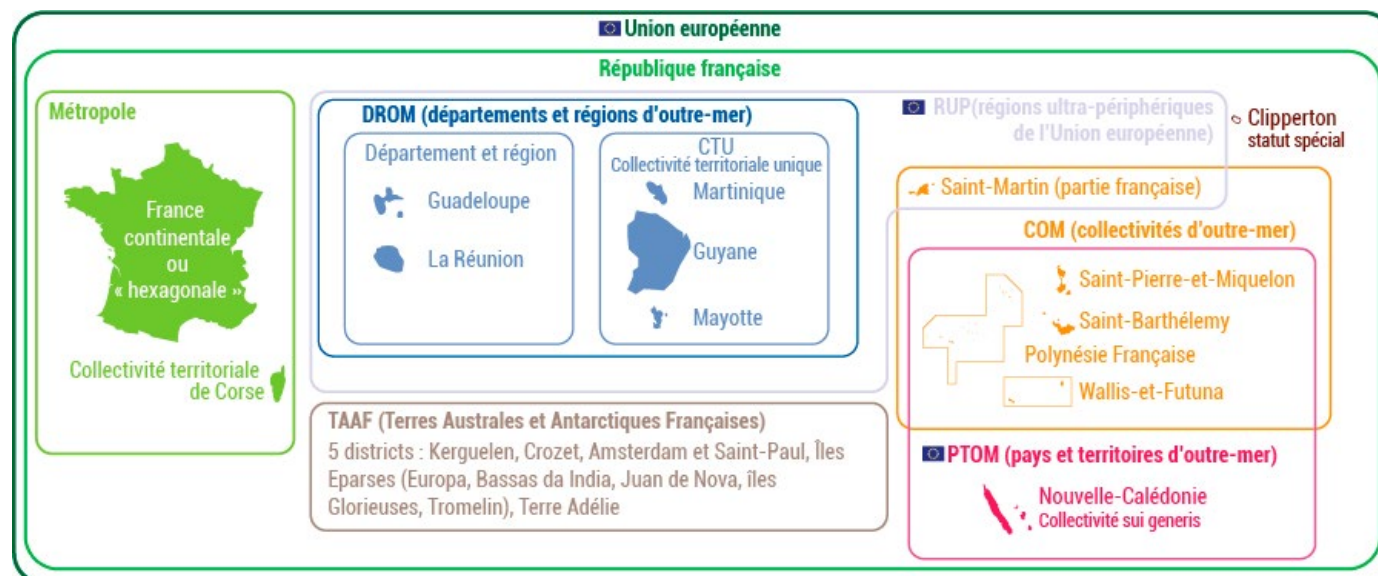 Union européenne
République française
Métropole
France
continentale
ou
« hexagonale »
Collectivité territoriale
de Corse
DROM (départements et régions d'outre-mer)
Département et région
Guadeloupe
La Réunion
CTU
Collectivité territoriale unique
Martinique
Guyane
Mayotte
RUP(régions ultra-périphériques
de l'Union européenne)
Clipperton
statut spécial
Saint-Martin (partie française)
COM (collectivités d'outre-mer)
Saint-Pierre-et-Miquelon
Saint-Barthélemy
Polynésie Française
Wallis-et-Futuna
TAAF (Terres Australes et Antarctiques Françaises)
5 districts : Kerguelen, Crozet, Amsterdam et Saint-Paul, Îles
Eparses (Europa, Bassas da India, Juan de Nova, îles
Glorieuses, Tromelin), Terre Adélie
PTOM (pays et territoires d'outre-mer)
Nouvelle-Calédonie
Collectivité sui generis